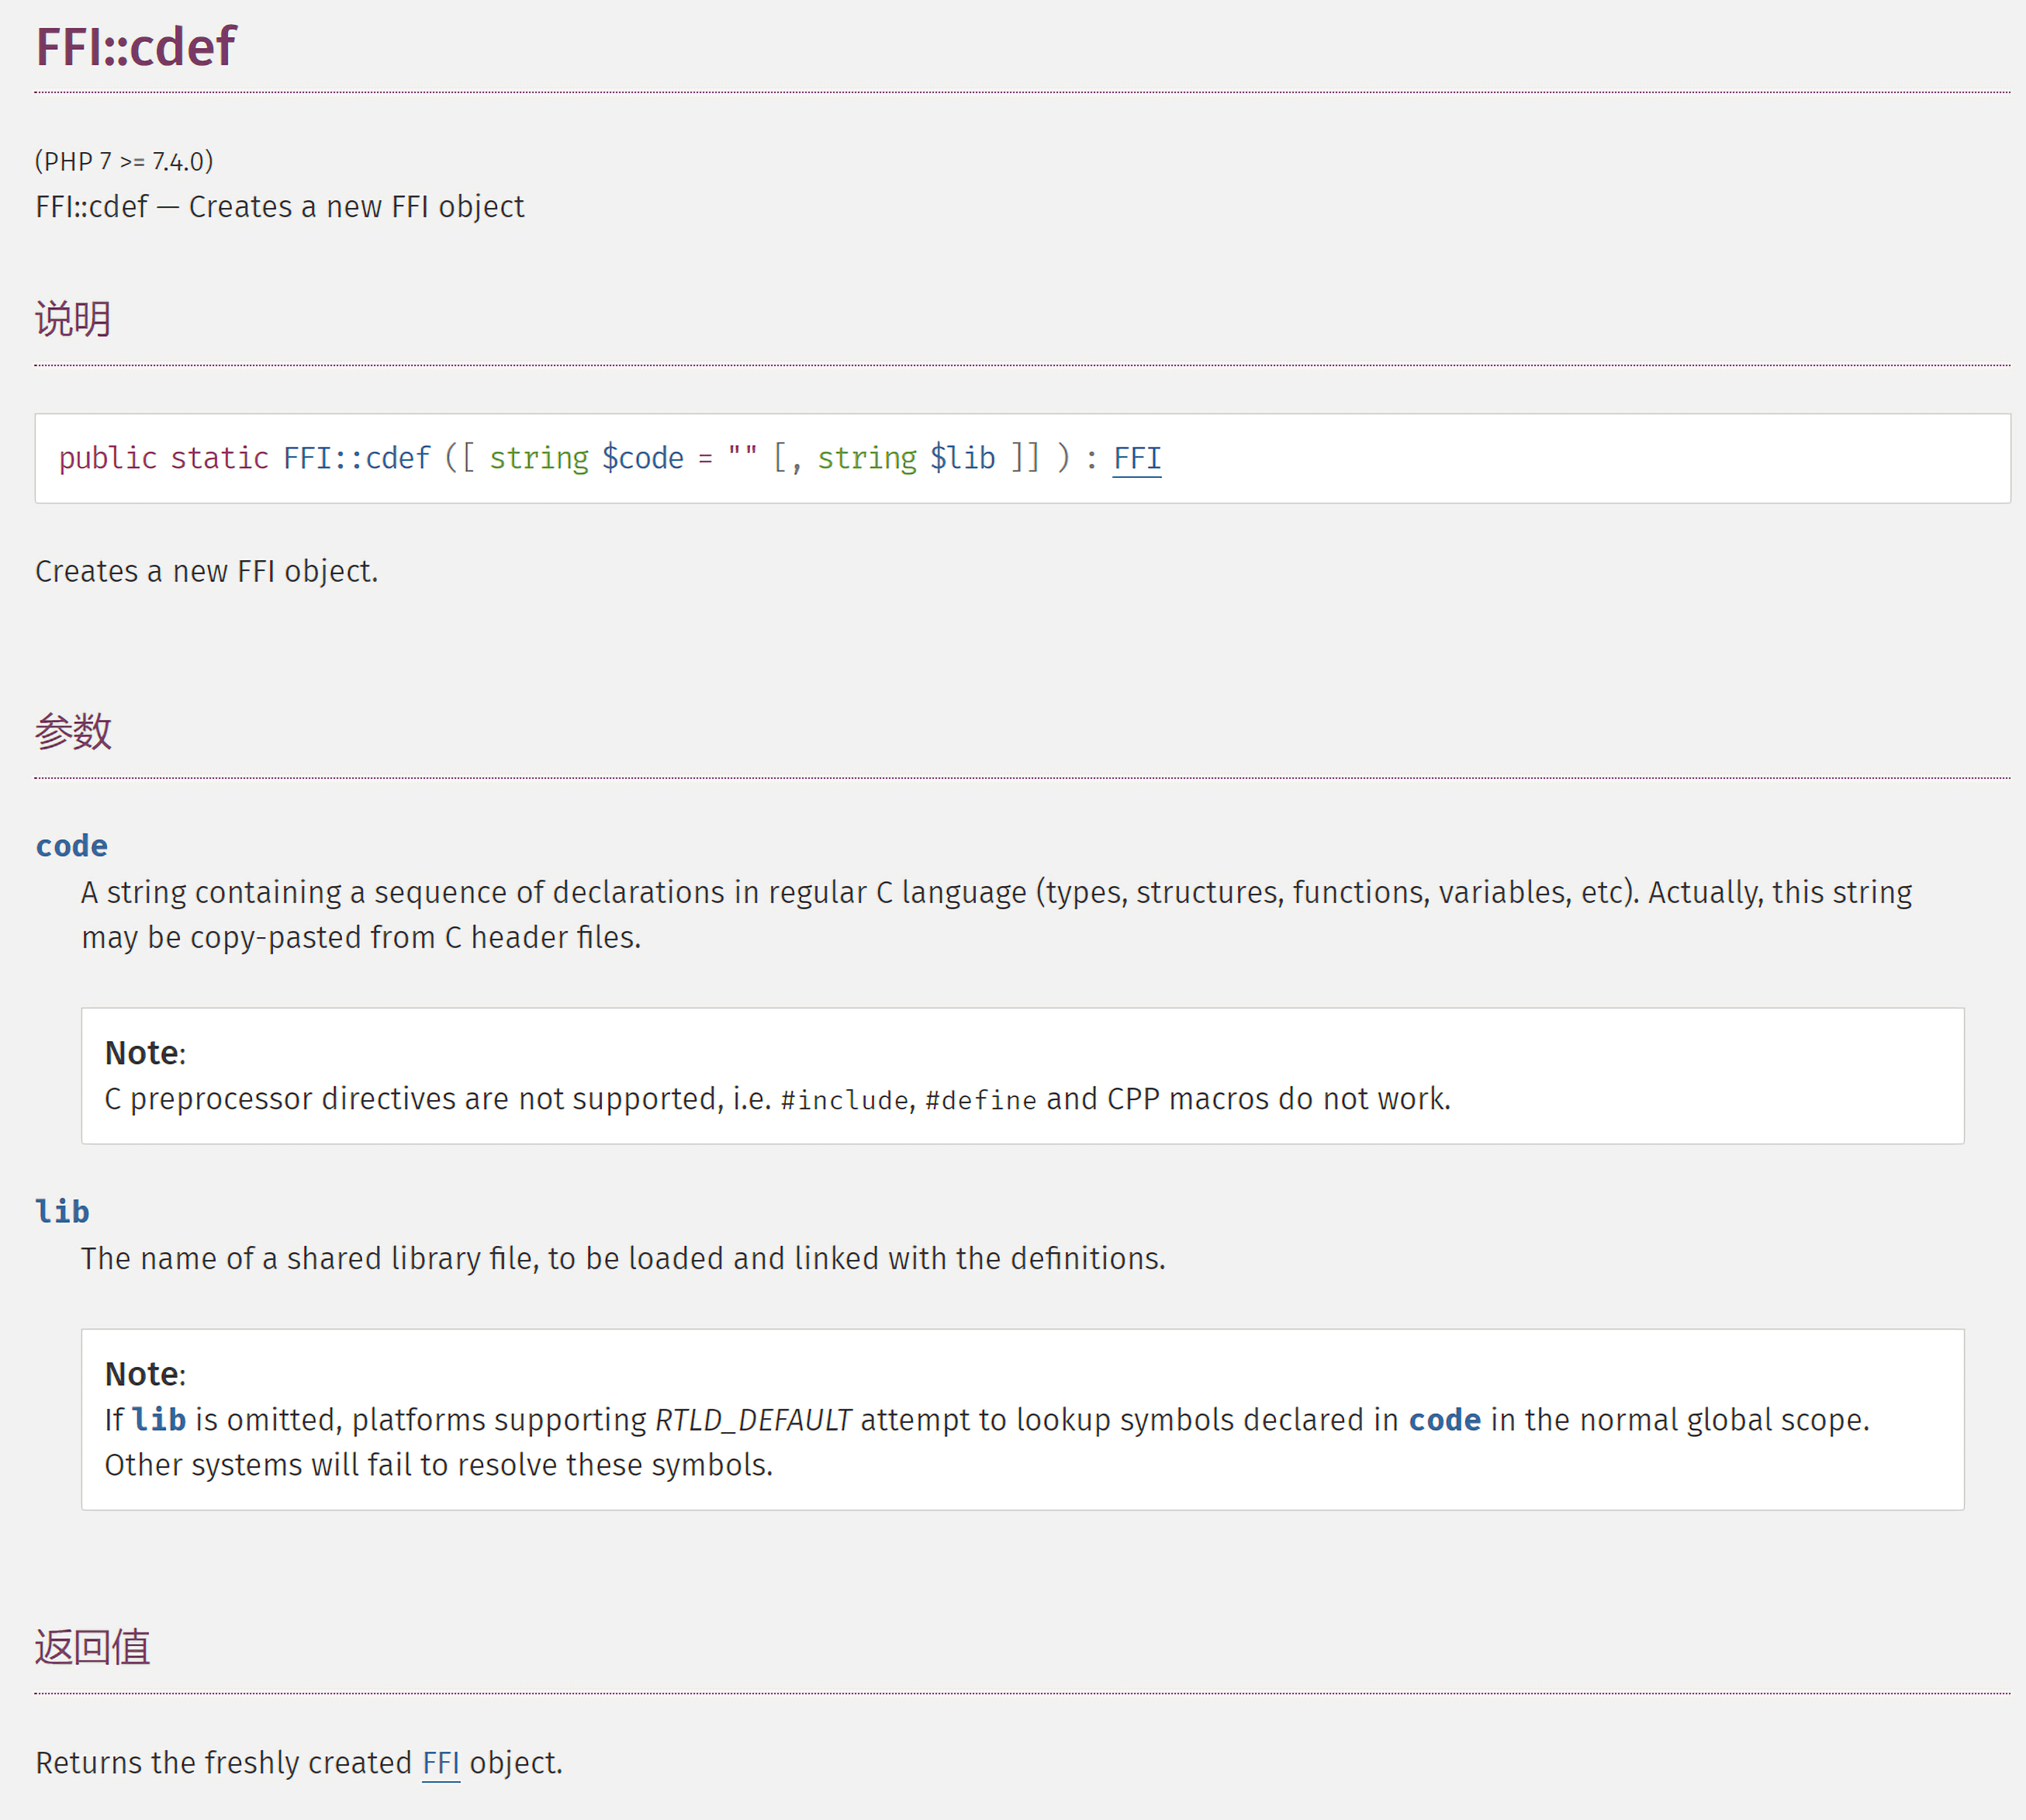 FFI::cdef
(PHP 7 >= 7.4.0)
FFI::cdef — Creates a new FFI object
说明
public static FFI::cdef ([ string $code = "" [, string $lib ]] ) : FFI
Creates a new FFI object.
参数
code
A string containing a sequence of declarations in regular C language (types, structures, functions, variables, etc). Actually, this string
may be copy-pasted from C header files.
Note:
C preprocessor directives are not supported, i.e. #include, #define and CPP macros do not work.
lib
The name of a shared library file, to be loaded and linked with the definitions.
Note:
If lib is omitted, platforms supporting RTLD_DEFAULT attempt to lookup symbols declared in code in the normal global scope.
Other systems will fail to resolve these symbols.
返回值
Returns the freshly created FFI object.